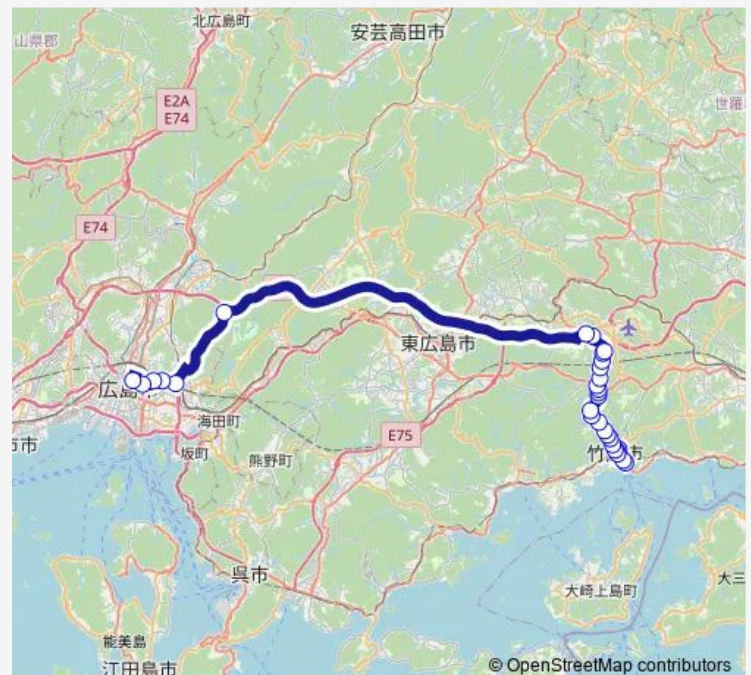 北広島町
安芸高田市
山県郡
E2A
E74
世羅
E74
東広島市
広島
海田町
E75
坂町
熊野町
市市
竹
市
呉市
大崎上島町
大三
能美島
江田島市
© OpenStreetMap contributors